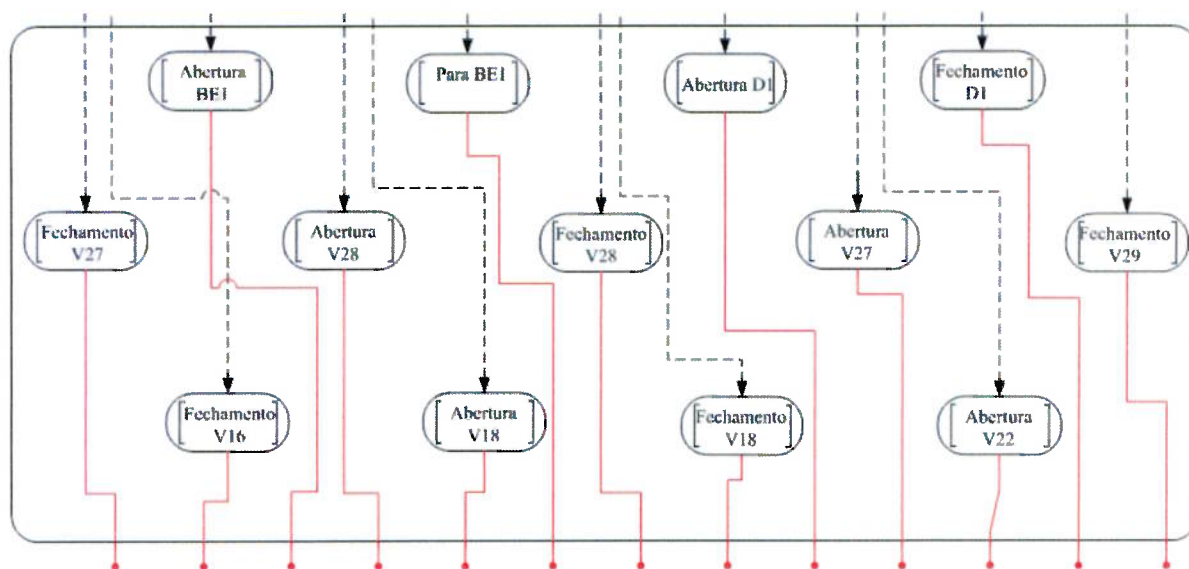 Abertura
BE1
Para BE1
Abertura D1
Fechamento
D1
Fechamento
V27
Abertura
V28
Fechamento
V28
Abertura
V27
Fechamento
V29
Fechamento
V16
Abertura
V18
Fechamento
V18
Abertura
V22